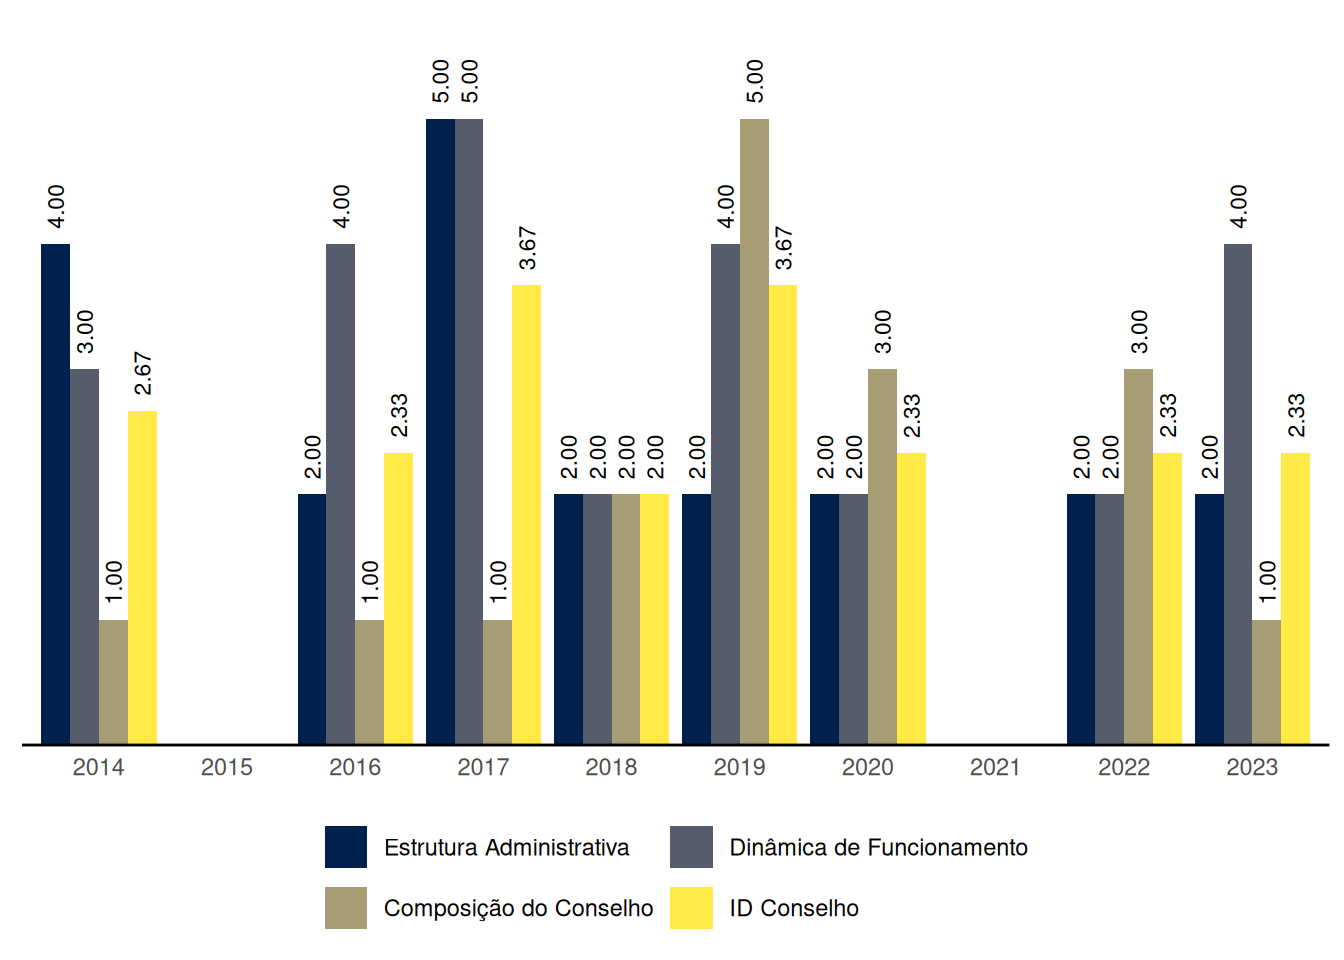 5.00 5.00 5.00
4.00 4.00 4.00 4.00
3.67 3.67
3.00 3.00 3.00
2.67
2.33 2.33 2.33 2.33
2.00 2.00 2.00 2.00 2.00 2.00 2.00 2.00 2.00 2.00 2.00
1.00 1.00 1.00 1.00
2014 2015 2016 2017 2018 2019 2020 2021 2022 2023
Estrutura Administrativa Dinâmica de Funcionamento
Composição do Conselho ID Conselho